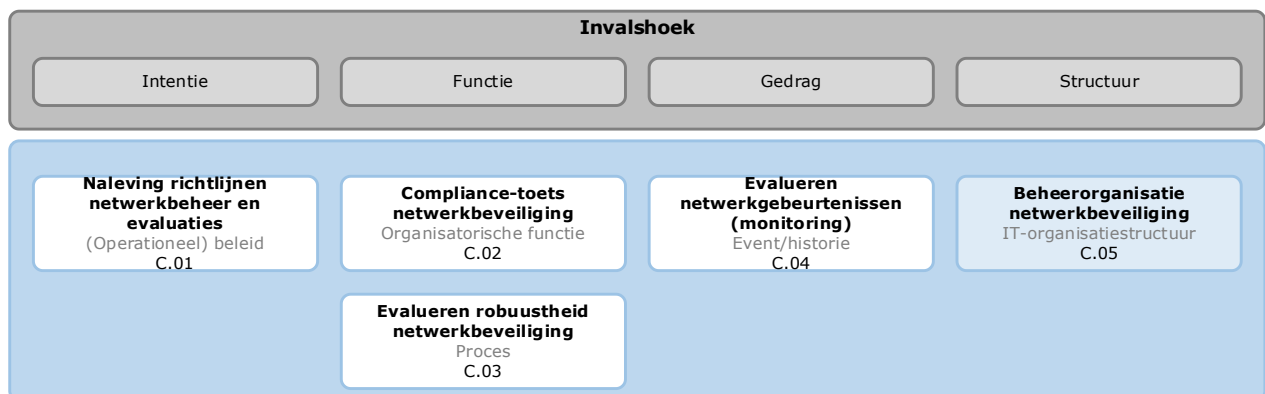 Invalshoek
Intentie
Functie
Gedrag
Structuur
Naleving richtlijnen
netwerkbeheer en
evaluaties
(Operationeel) beleid
C.01
Compliance-toets
netwerkbeveiliging
Organisatorische functie
C.02
Evalueren
netwerkgebeurtenissen
(monitoring)
Event/historie
C.04
Beheerorganisatie
netwerkbeveiliging
IT-organisatiestructuur
C.05
Evalueren robuustheid
netwerkbeveiliging
Proces
C.03